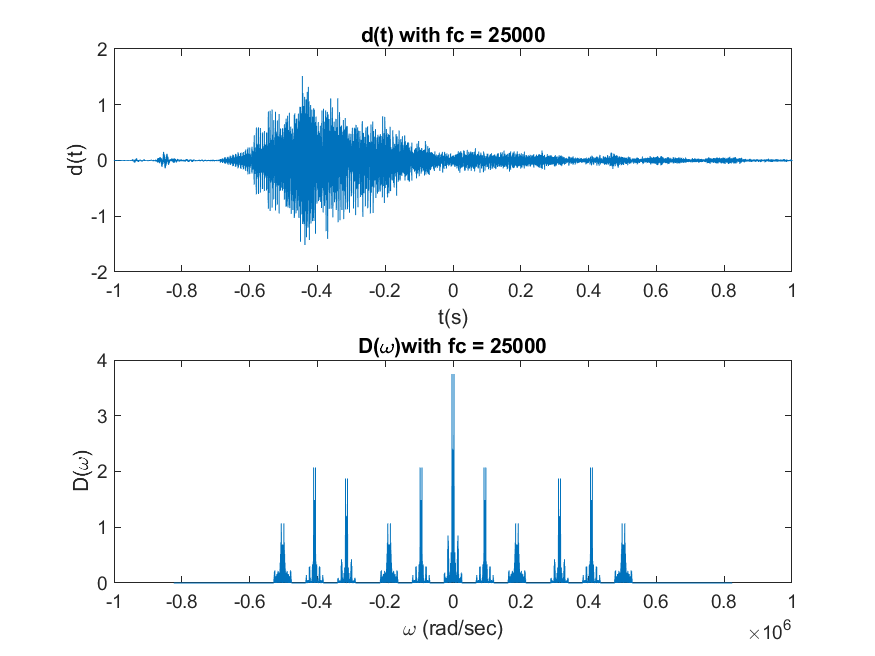 d(t) with fc = 25000
2
1
0
-1
-2
d(t)
-1 -0.8 -0.6 -0.4 -0.2 0 0.2 0.4 0.6 0.8 1
t(s)
D(ω)with fc = 25000
4
3
2
1
0
D(ω)
-1 -0.8 -0.6 -0.4 -0.2 0 0.2 0.4 0.6 0.8 1
ω (rad/sec)
×10⁶